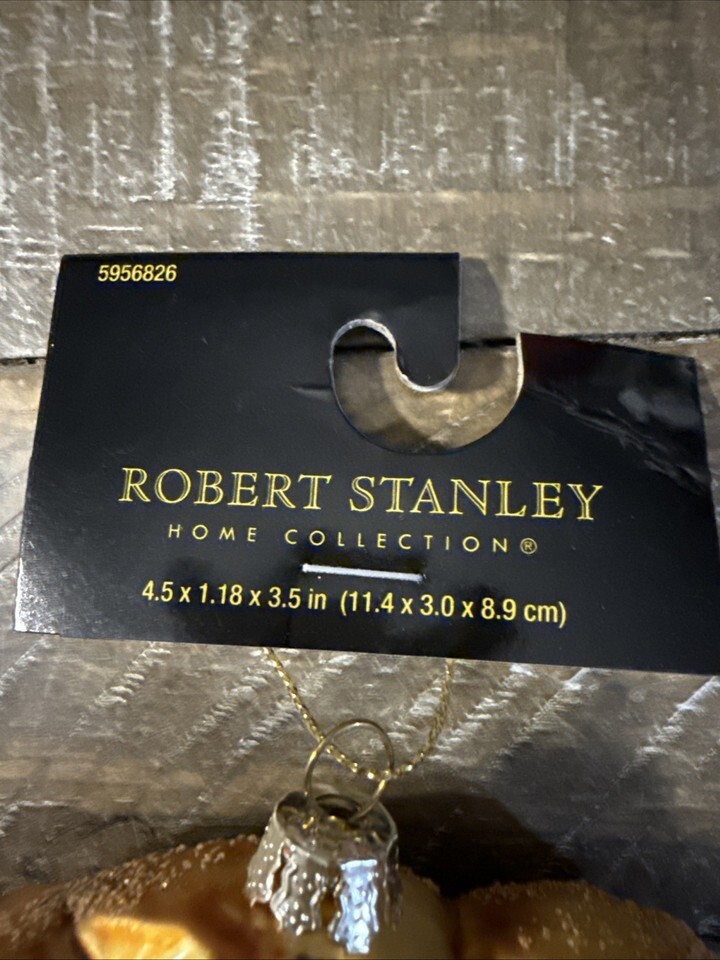 5956826
ROBERT STANLEY
HOME COLLECTION®
4.5 x 1.18 x 3.5 in (11.4 x 3.0 x 8.9 cm)